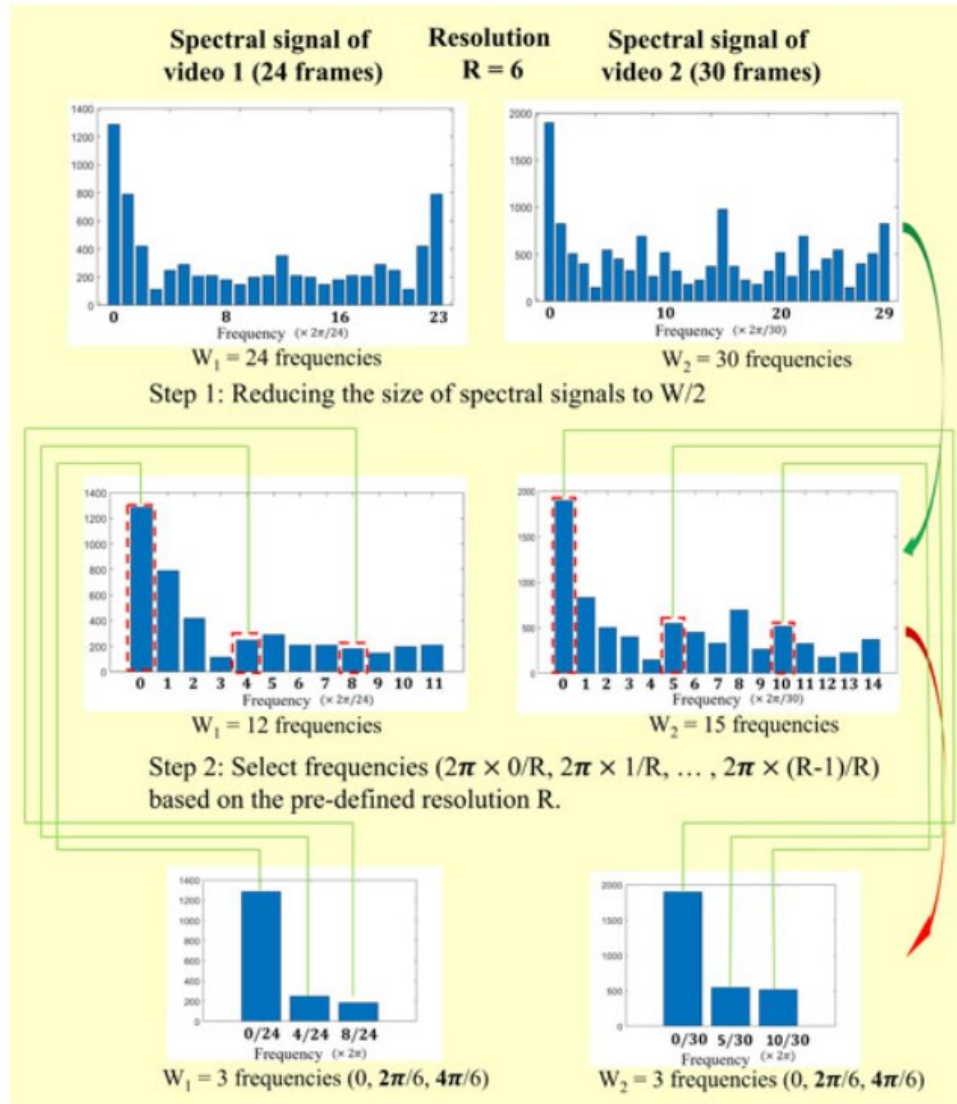 Spectral signal of
video 1 (24 frames)
Resolution
R = 6
Spectral signal of
video 2 (30 frames)
1400
1200
1000
800
600
400
200
0
0 8 16 23
Frequency (× 2π/24)
W₁ = 24 frequencies
2000
1500
1000
500
0
0 10 20 29
Frequency (× 2π/30)
W₂ = 30 frequencies
Step 1: Reducing the size of spectral signals to W/2
1400
1200
1000
800
600
400
200
0
0 1 2 3 4 5 6 7 8 9 10 11
Frequency (× 2π/24)
W₁ = 12 frequencies
2000
1500
1000
500
0
0 1 2 3 4 5 6 7 8 9 10 11 12 13 14
Frequency (× 2π/30)
W₂ = 15 frequencies
Step 2: Select frequencies (2π × 0/R, 2π × 1/R, … , 2π × (R-1)/R)
based on the pre-defined resolution R.
1400
1200
1000
800
600
400
200
0
0/24 4/24 8/24
Frequency (× 2π)
W₁ = 3 frequencies (0, 2π/6, 4π/6)
2000
1500
1000
500
0
0/30 5/30 10/30
Frequency (× 2π)
W₂ = 3 frequencies (0, 2π/6, 4π/6)